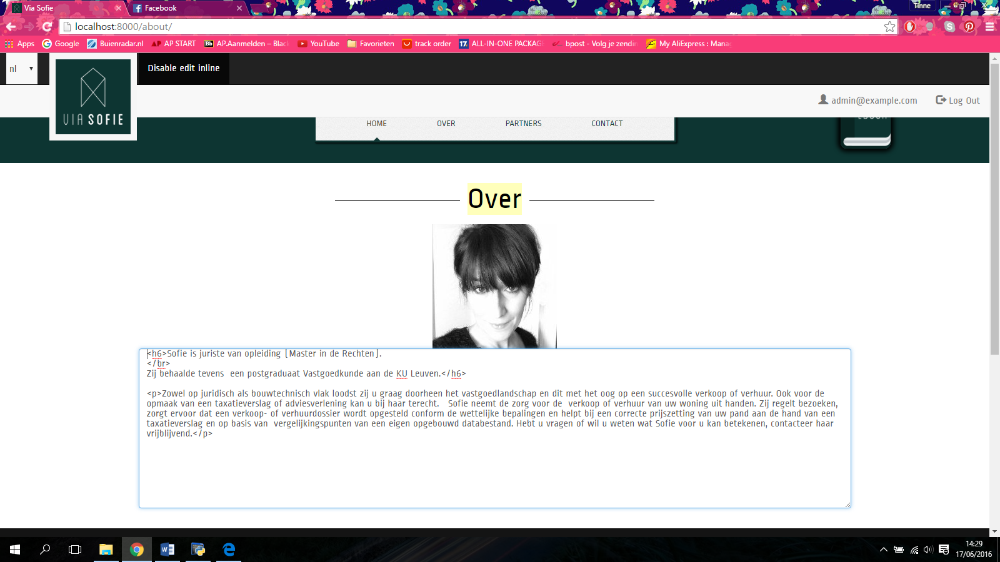 Via Sofie
Facebook
Tinne
localhost:8000/about/
Apps Google Buienradar.nl AP START AP.Aanmelden – Blac YouTube Favorieten track order ALL-IN-ONE PACKAGE bpost - Volg je zendin My AliExpress : Mana
nl
Disable edit inline
VIA SOFIE
admin@example.com Log Out
HOME OVER PARTNERS CONTACT
Over
<h6>Sofie is juriste van opleiding (Master in de Rechten).
</br>
Zij behaalde tevens  een postgraduaat Vastgoedkunde aan de KU Leuven.</h6>
<p>Zowel op juridisch als bouwtechnisch vlak loodst zij u graag doorheen het vastgoedlandschap en dit met het oog op een succesvolle verkoop of verhuur. Ook voor de
opmaak van een taxatieverslag of adviesverlening kan u bij haar terecht.   Sofie neemt de zorg voor de  verkoop of verhuur van uw woning uit handen. Zij regelt bezoeken,
zorgt ervoor dat een verkoop- of verhuurdossier wordt opgesteld conform de wettelijke bepalingen en helpt bij een correcte prijszetting van uw pand aan de hand van een
taxatieverslag en op basis van  vergelijkingspunten van een eigen opgebouwd databestand. Hebt u vragen of wil u weten wat Sofie voor u kan betekenen, contacteer haar
vrijblijvend.</p>
14:29
17/06/2016